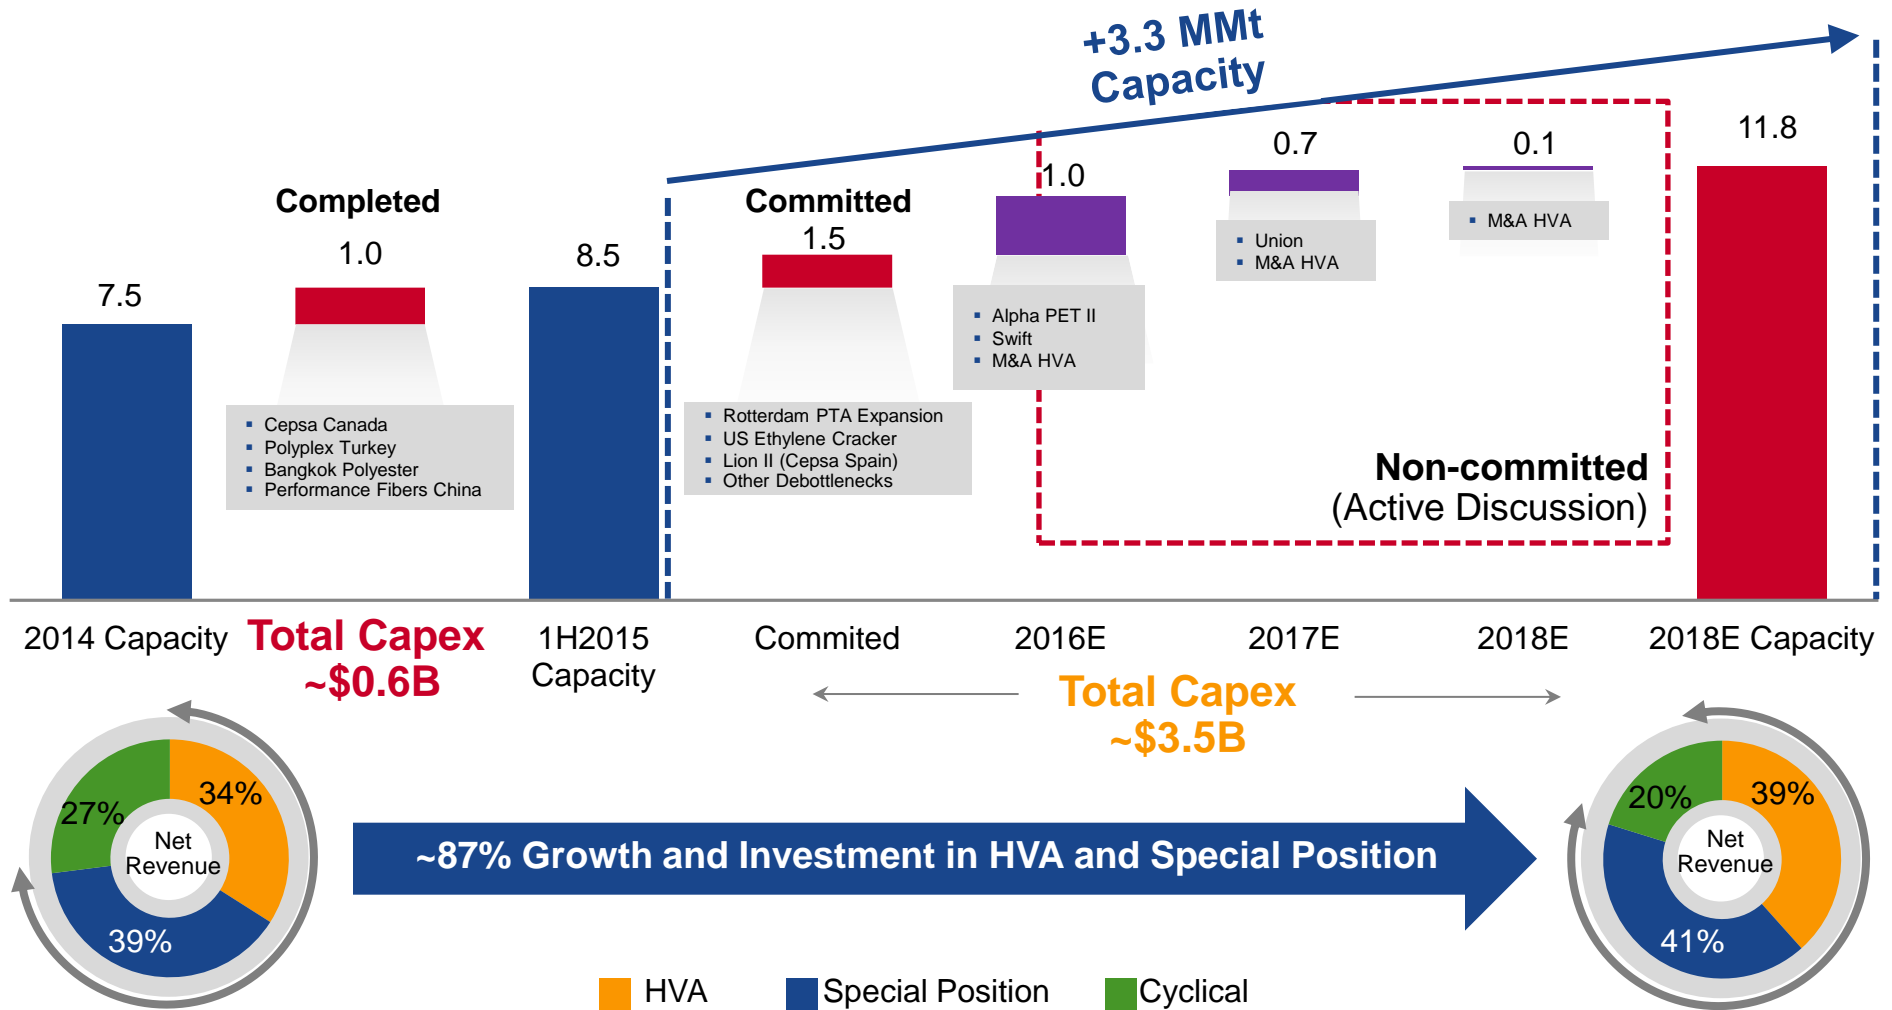 +3.3 MMt
Capacity
Completed
Committed
7.5
1.0
8.5
1.5
1.0
0.7
0.1
11.8
▪ Cepsa Canada
▪ Polyplex Turkey
▪ Bangkok Polyester
▪ Performance Fibers China
▪ Rotterdam PTA Expansion
▪ US Ethylene Cracker
▪ Lion II (Cepsa Spain)
▪ Other Debottlenecks
▪ Alpha PET II
▪ Swift
▪ M&A HVA
▪ Union
▪ M&A HVA
▪ M&A HVA
Non-committed
(Active Discussion)
2014 Capacity
Total Capex
~$0.6B
1H2015
Capacity
Commited
2016E
2017E
2018E
2018E Capacity
Total Capex
~$3.5B
34%
27%
39%
Net
Revenue
~87% Growth and Investment in HVA and Special Position
39%
20%
41%
Net
Revenue
HVA
Special Position
Cyclical